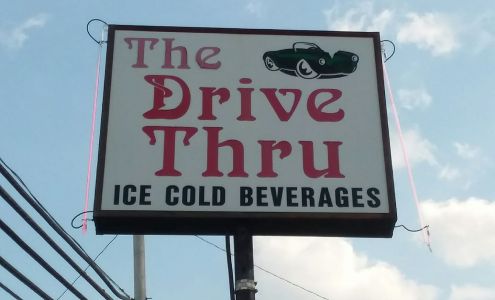 The
Drive
Thru
ICE COLD BEVERAGES